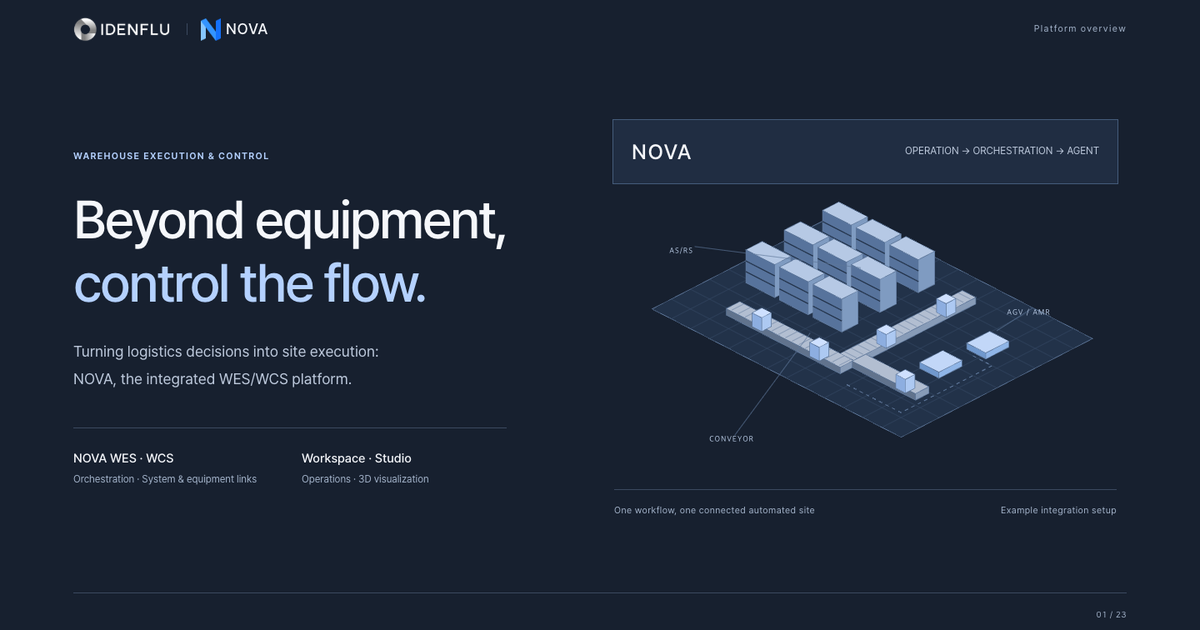 IDENFLU
NOVA
Platform overview
WAREHOUSE EXECUTION & CONTROL
Beyond equipment,
control the flow.
Turning logistics decisions into site execution:
NOVA, the integrated WES/WCS platform.
NOVA WES · WCS
Orchestration · System & equipment links
Workspace · Studio
Operations · 3D visualization
NOVA
OPERATION → ORCHESTRATION → AGENT
AS/RS
AGV / AMR
CONVEYOR
One workflow, one connected automated site
Example integration setup
01 / 23